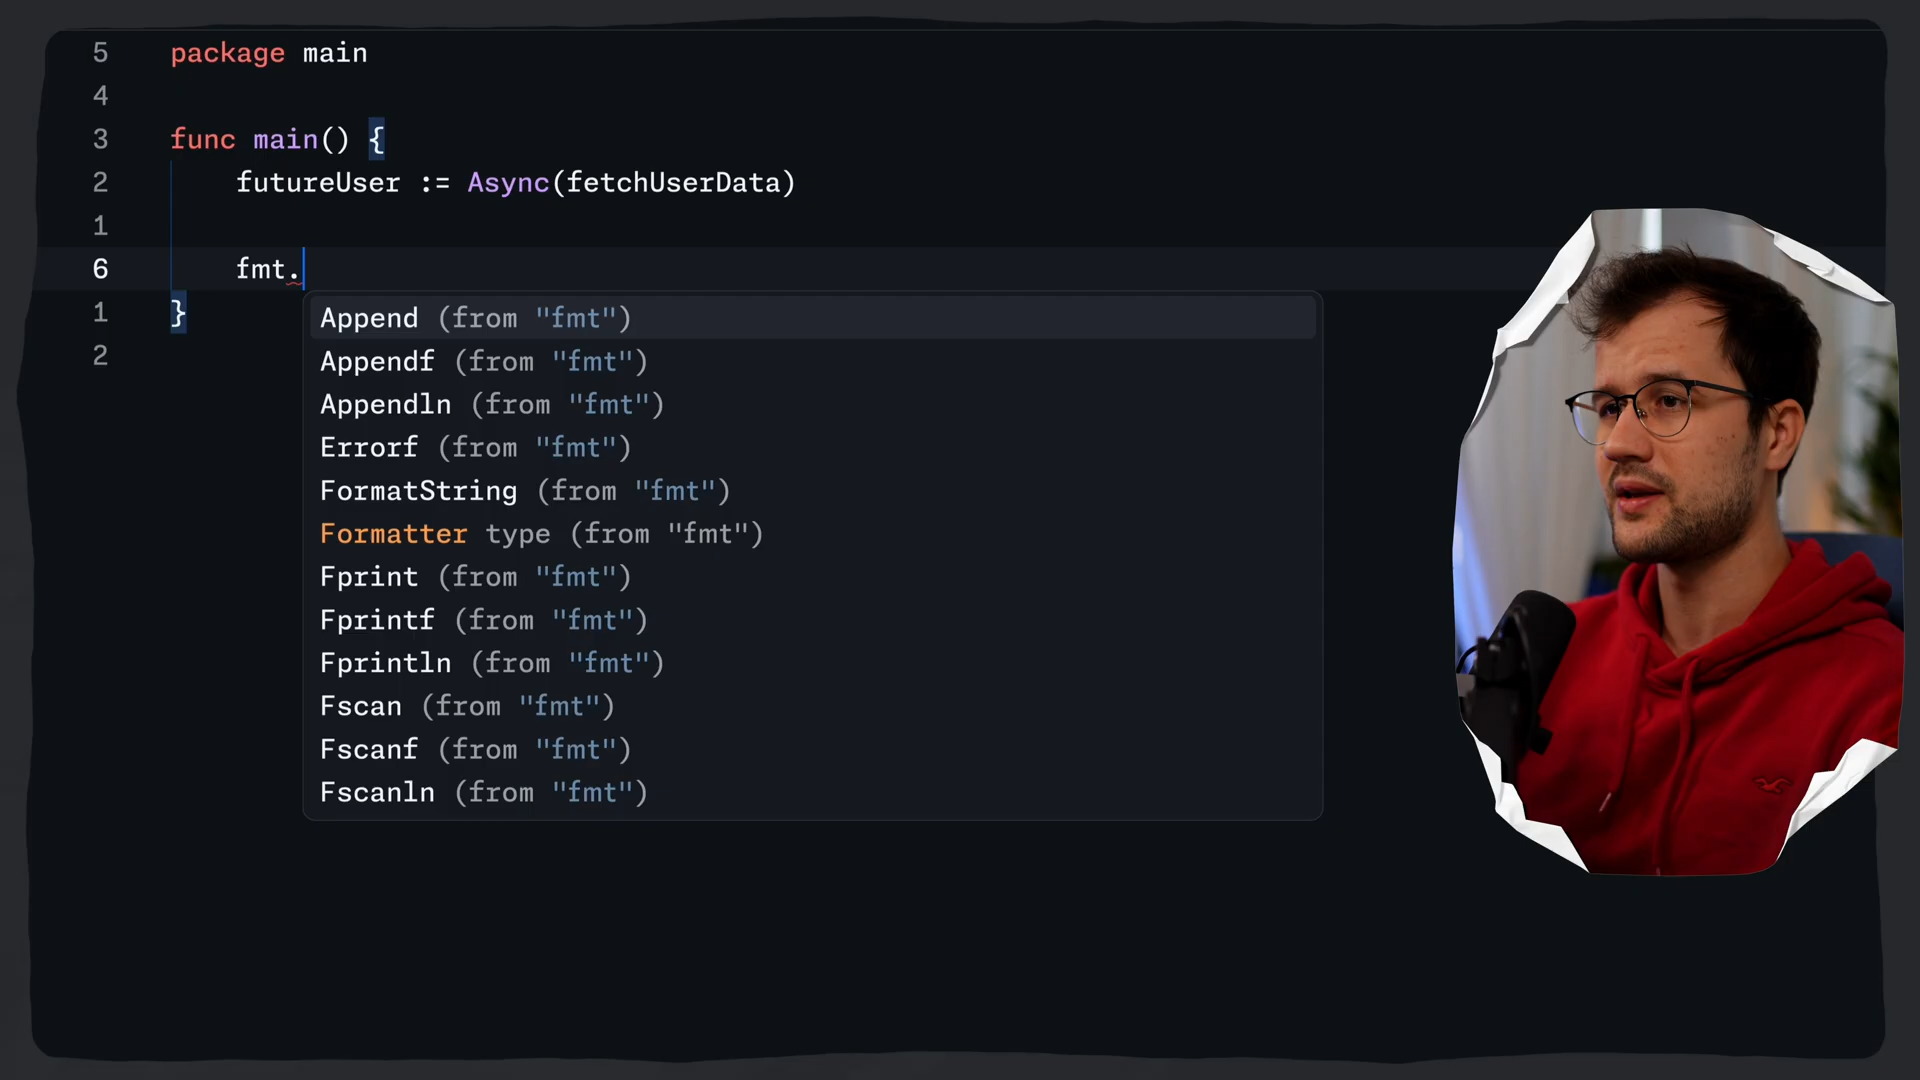 5 package main
4
3 func main() {
2 futureUser := Async(fetchUserData)
1
6 fmt.
1 }
2
Append (from "fmt")
Appendf (from "fmt")
Appendln (from "fmt")
Errorf (from "fmt")
FormatString (from "fmt")
Formatter type (from "fmt")
Fprint (from "fmt")
Fprintf (from "fmt")
Fprintln (from "fmt")
Fscan (from "fmt")
Fscanf (from "fmt")
Fscanln (from "fmt")